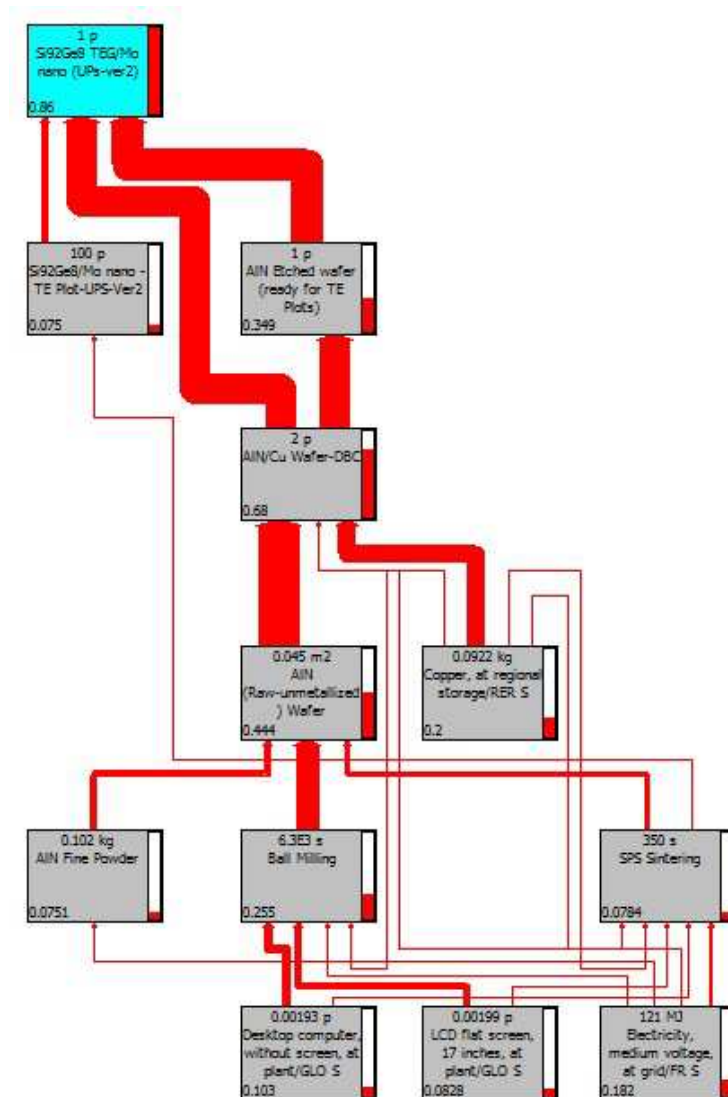 1 p
Si92Ge8 TEG/Mo
nano (UPs-ver2)
0.86
100 p
Si92Ge8/Mo nano -
TE Plot-UPS-Ver2
0.075
1 p
AlN Etched wafer
(ready for TE
Plots)
0.349
2 p
AlN/Cu Wafer-DBC
0.68
0.045 m2
AlN
(Raw-unmetallized
) Wafer
0.444
0.0922 kg
Copper, at regional
storage/RER S
0.2
0.102 kg
AlN Fine Powder
0.0751
6.3E3 s
Ball Milling
0.255
350 s
SPS Sintering
0.0784
0.00193 p
Desktop computer,
without screen, at
plant/GLO S
0.103
0.00199 p
LCD flat screen,
17 inches, at
plant/GLO S
0.0828
121 MJ
Electricity,
medium voltage,
at grid/FR S
0.182